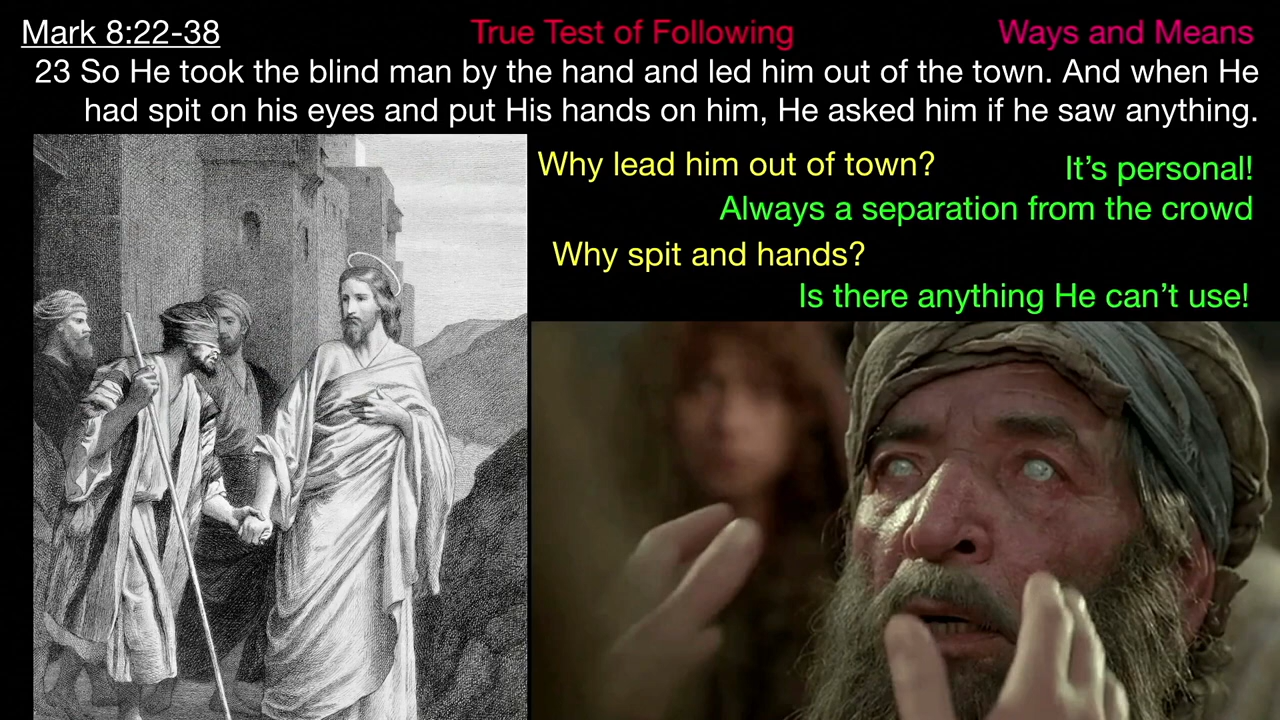 Mark 8:22-38 True Test of Following Ways and Means
23 So He took the blind man by the hand and led him out of the town. And when He
had spit on his eyes and put His hands on him, He asked him if he saw anything.
Why lead him out of town? It’s personal!
Always a separation from the crowd
Why spit and hands?
Is there anything He can’t use!